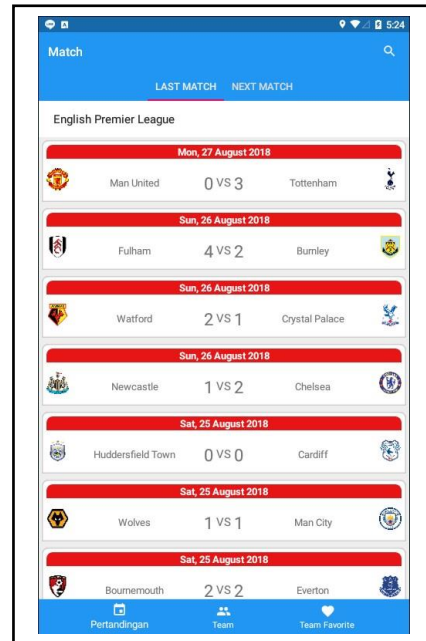 5:24
Match
LAST MATCH NEXT MATCH
English Premier League
Mon, 27 August 2018
Man United 0 VS 3 Tottenham
Sun, 26 August 2018
Fulham 4 VS 2 Burnley
Sun, 26 August 2018
Watford 2 VS 1 Crystal Palace
Sun, 26 August 2018
Newcastle 1 VS 2 Chelsea
Sat, 25 August 2018
Huddersfield Town 0 VS 0 Cardiff
Sat, 25 August 2018
Wolves 1 VS 1 Man City
Sat, 25 August 2018
Bournemouth 2 VS 2 Everton
Pertandingan Team Team Favorite